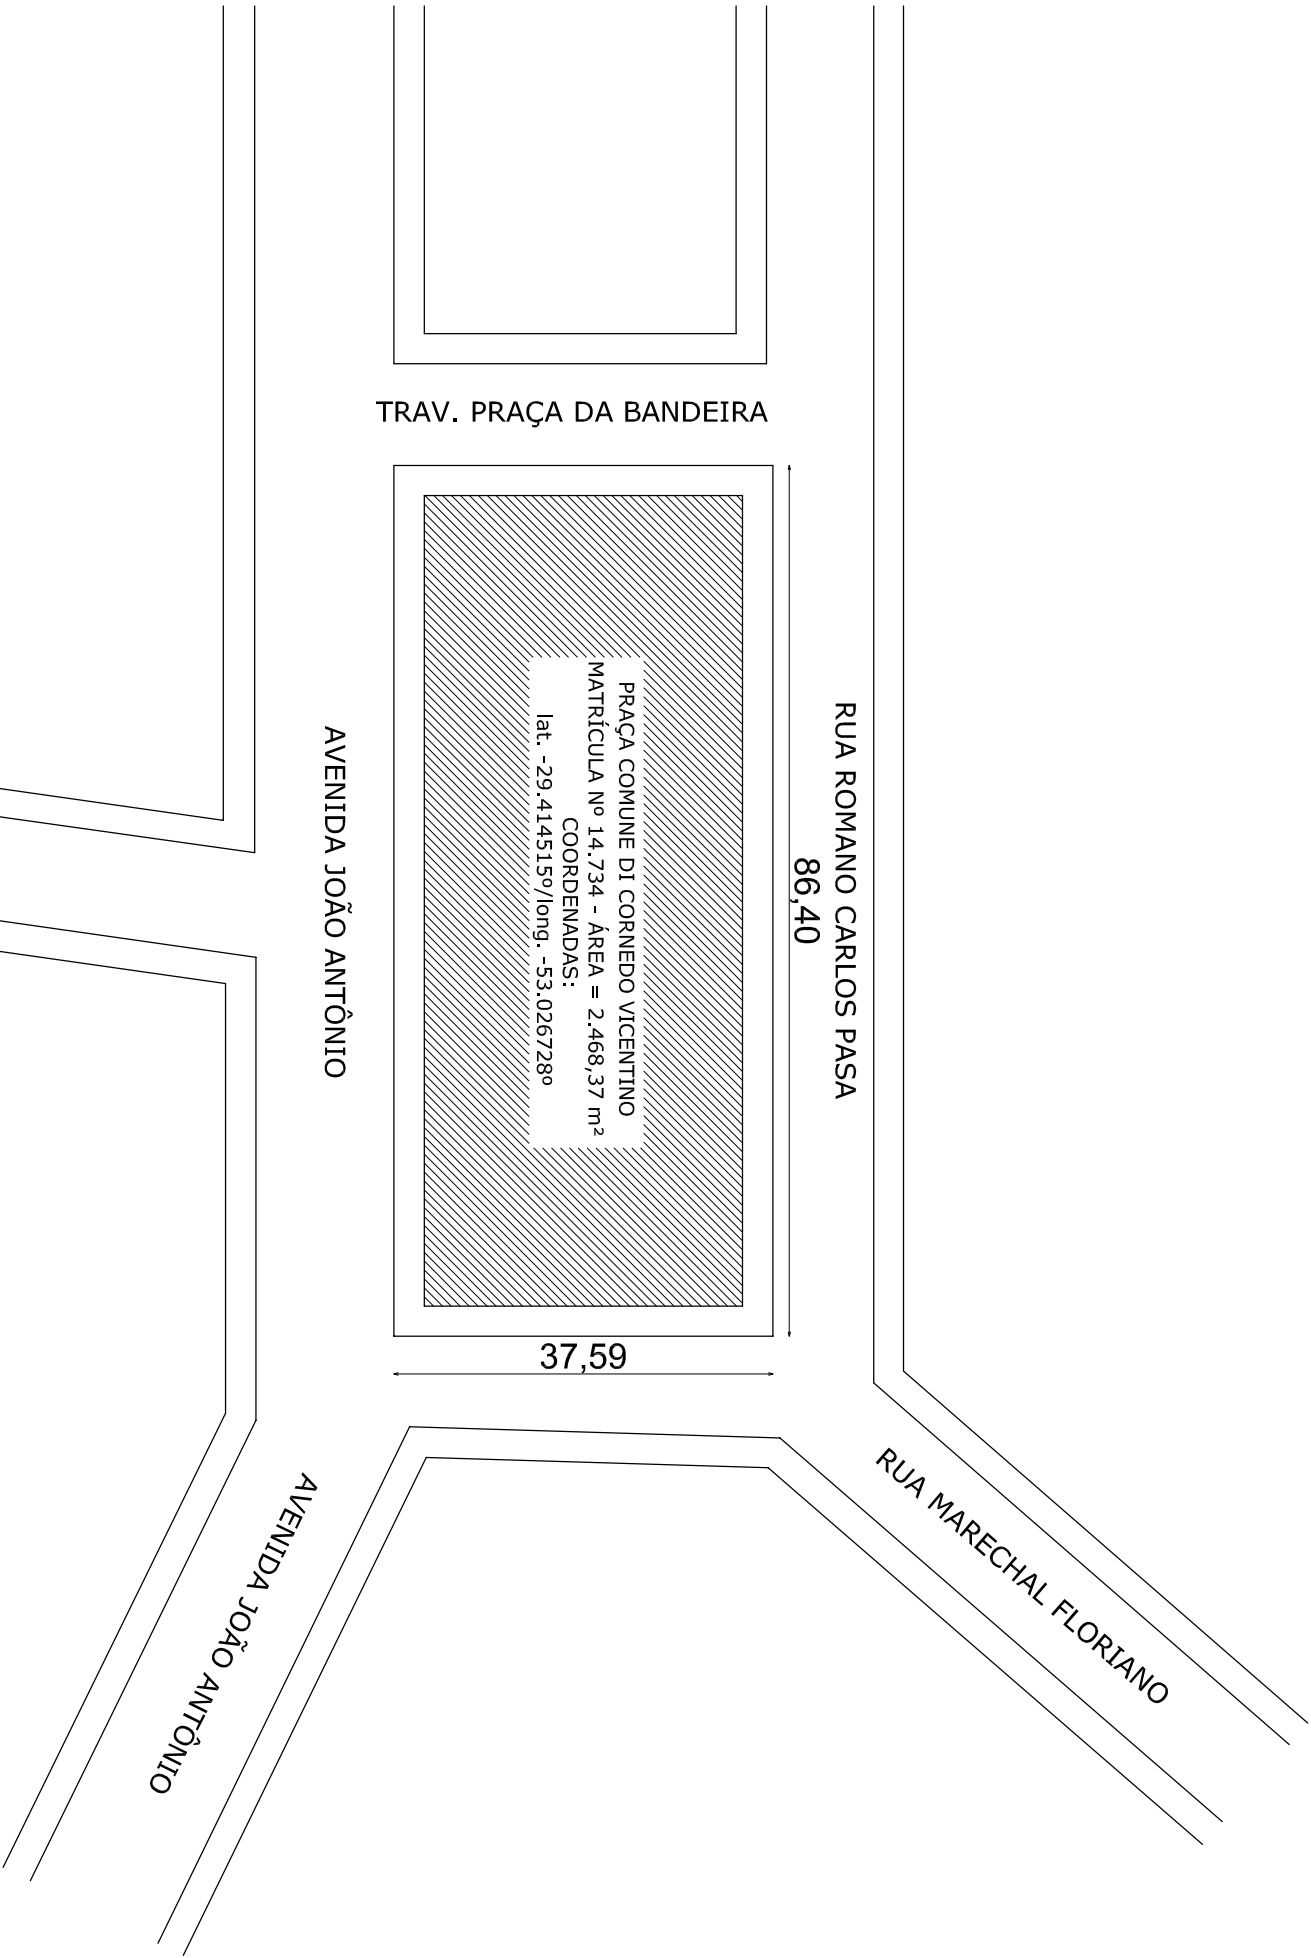 TRAV. PRAÇA DA BANDEIRA
RUA ROMANO CARLOS PASA
86,40
PRAÇA COMUNE DI CORNEDO VICENTINO
MATRÍCULA Nº 14.734 - ÁREA = 2.468,37 m²
COORDENADAS:
lat. -29.414515º/long. -53.026728º
AVENIDA JOÃO ANTÔNIO
37,59
RUA MARECHAL FLORIANO
AVENIDA JOÃO ANTÔNIO